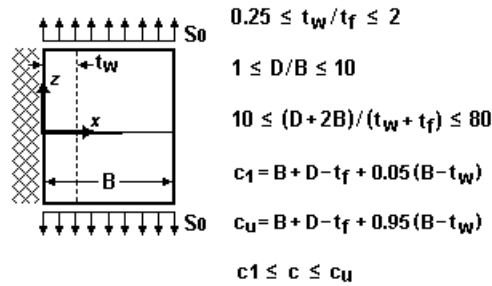 S0
0.25 ≤ tw/tf ≤ 2
tw
z
1 ≤ D/B ≤ 10
x
10 ≤ (D+2B)/(tw+tf) ≤ 80
B
c1= B+D-tf+0.05(B-tw)
S0
cu= B+D-tf+0.95(B-tw)
c1 ≤ c ≤ cu